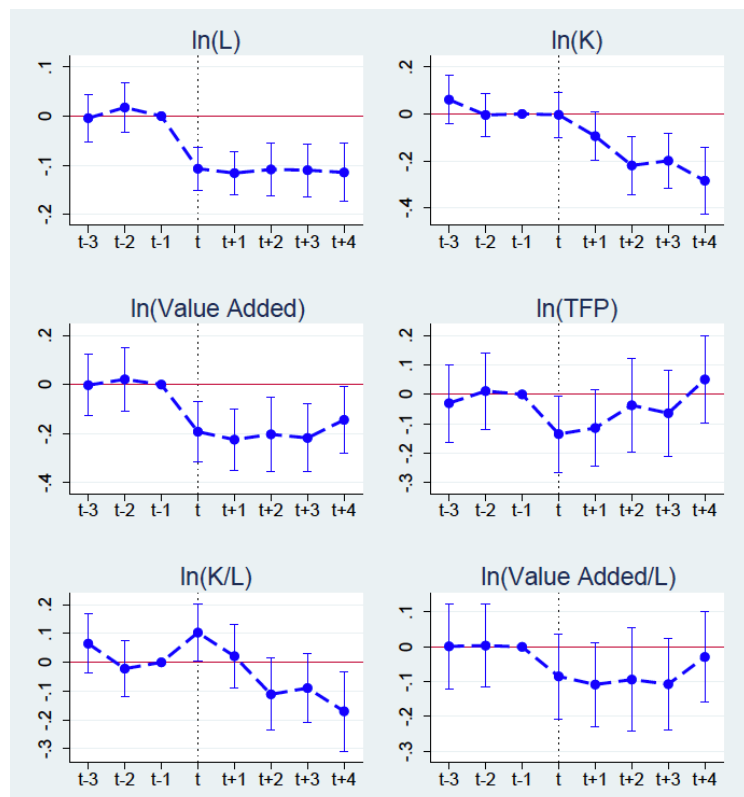 ln(L)
.1
0
-.1
-.2
t-3 t-2 t-1 t t+1 t+2 t+3 t+4
ln(K)
.2
0
-.2
-.4
t-3 t-2 t-1 t t+1 t+2 t+3 t+4
ln(Value Added)
.2
0
-.2
-.4
t-3 t-2 t-1 t t+1 t+2 t+3 t+4
ln(TFP)
.2
.1
0
-.1
-.2
-.3
t-3 t-2 t-1 t t+1 t+2 t+3 t+4
ln(K/L)
.2
.1
0
-.1
-.2
-.3
t-3 t-2 t-1 t t+1 t+2 t+3 t+4
ln(Value Added/L)
.1
0
-.1
-.2
-.3
t-3 t-2 t-1 t t+1 t+2 t+3 t+4